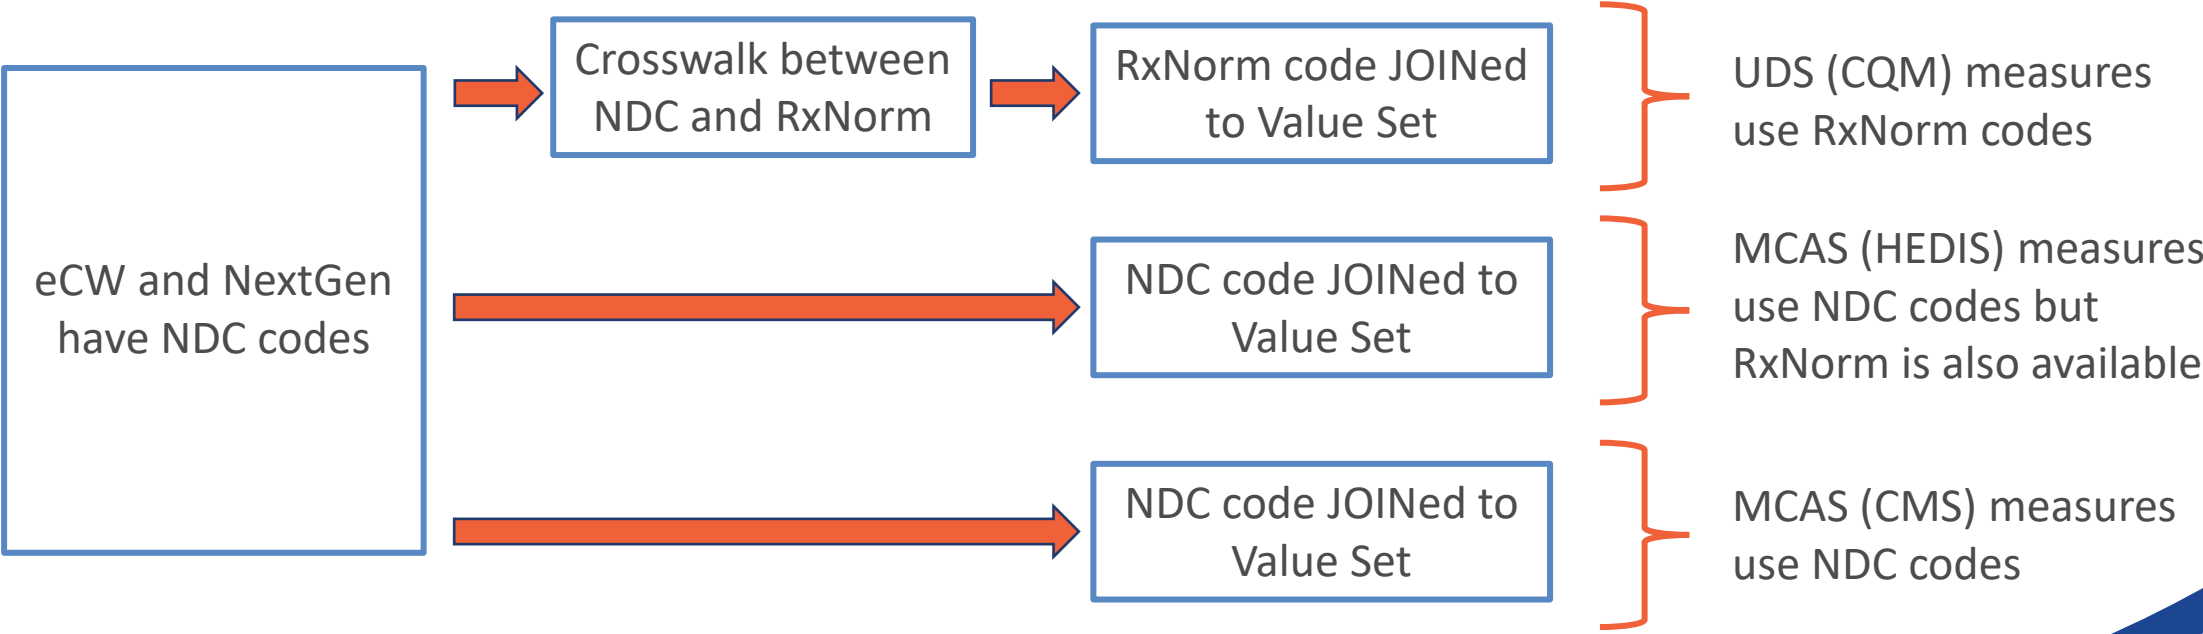 eCW and NextGen
have NDC codes
Crosswalk between
NDC and RxNorm
RxNorm code JOINed
to Value Set
UDS (CQM) measures
use RxNorm codes
NDC code JOINed to
Value Set
MCAS (HEDIS) measures
use NDC codes but
RxNorm is also available
NDC code JOINed to
Value Set
MCAS (CMS) measures
use NDC codes